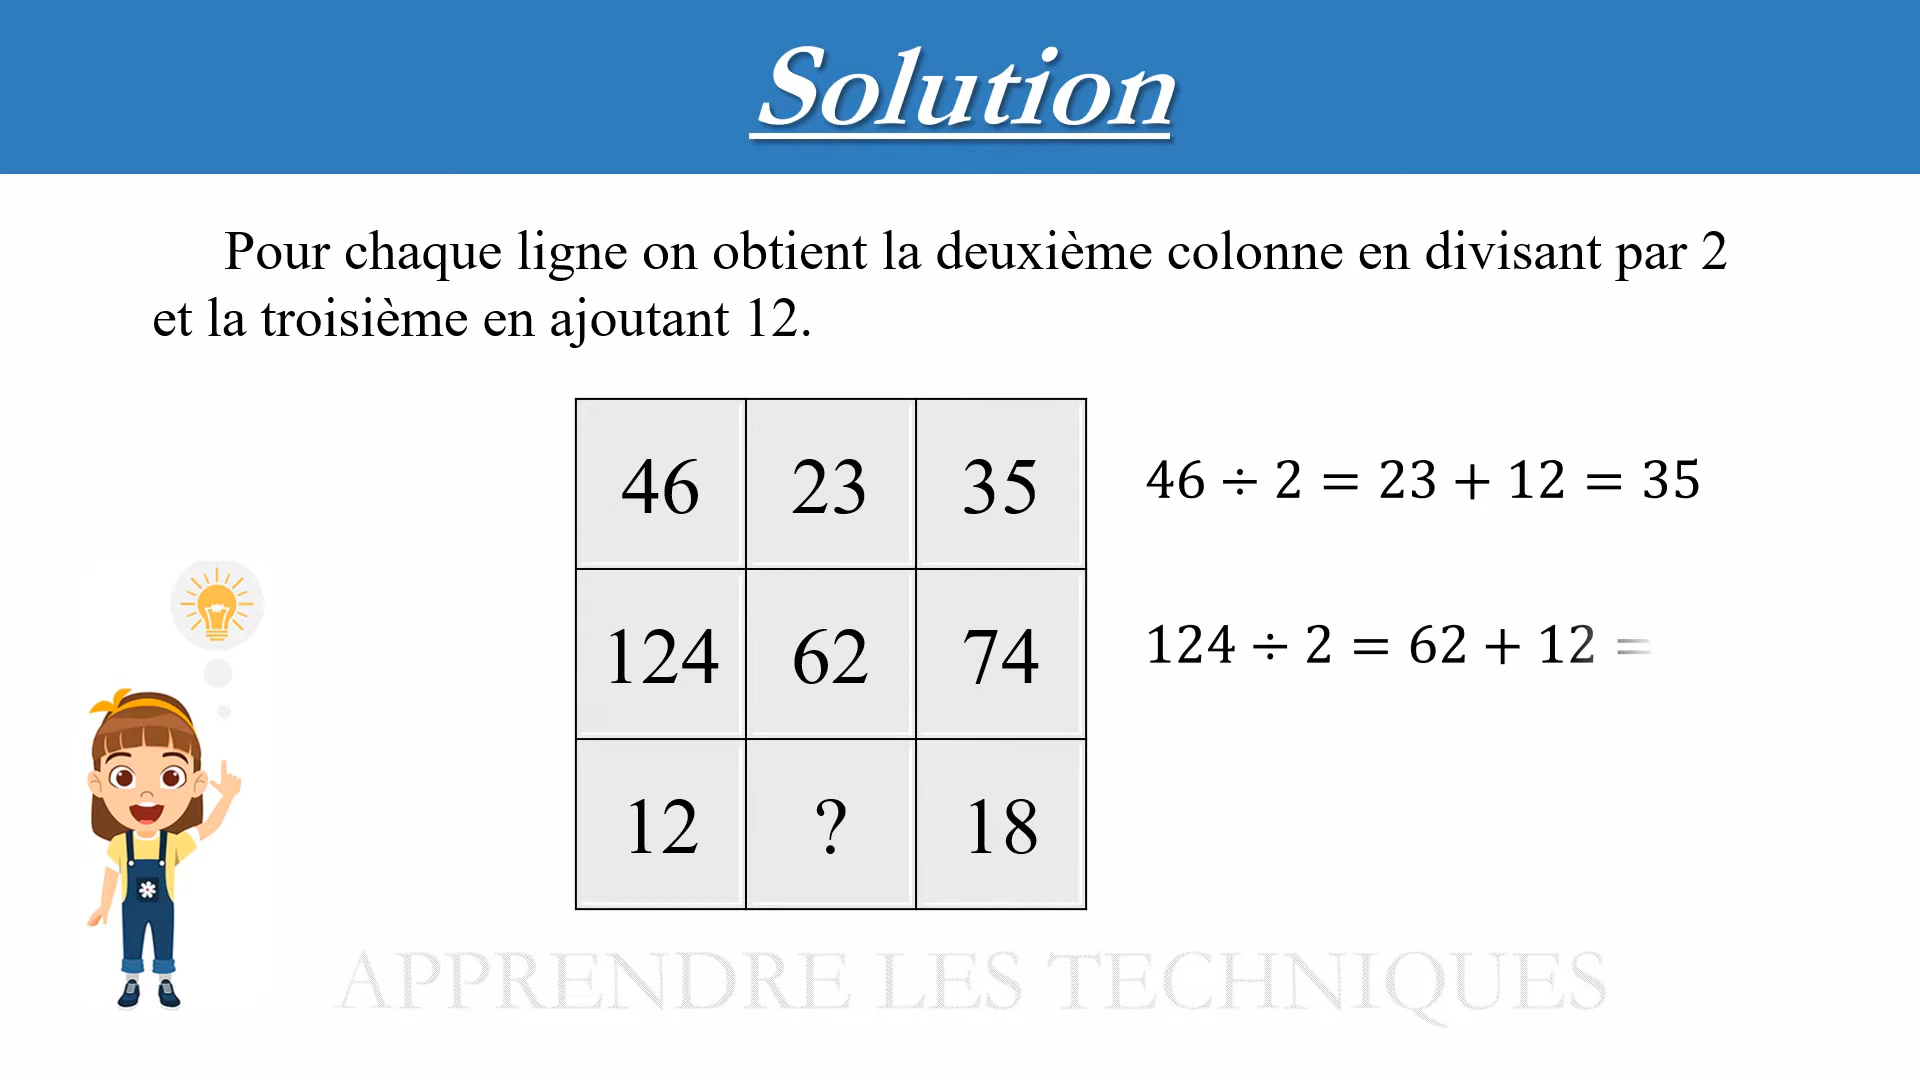 Solution
Pour chaque ligne on obtient la deuxième colonne en divisant par 2
et la troisième en ajoutant 12.
46 23 35 46 ÷ 2 = 23 + 12 = 35
124 62 74 124 ÷ 2 = 62 + 12 =
12 ? 18
APPRENDRE LES TECHNIQUES